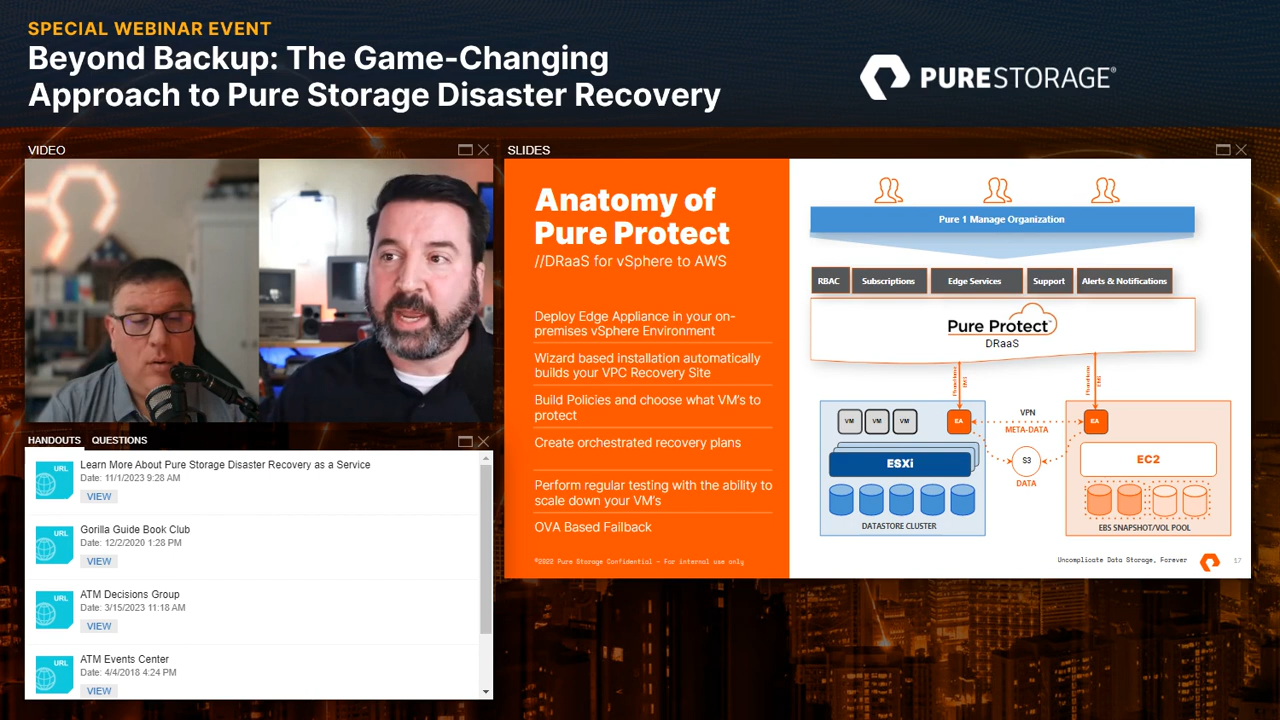 SPECIAL WEBINAR EVENT
Beyond Backup: The Game-Changing
Approach to Pure Storage Disaster Recovery
PURESTORAGE®
VIDEO
SLIDES
Anatomy of
Pure Protect
//DRaaS for vSphere to AWS
Deploy Edge Appliance in your on-
premises vSphere Environment
Wizard based installation automatically
builds your VPC Recovery Site
Build Policies and choose what VM's to
protect
Create orchestrated recovery plans
Perform regular testing with the ability to
scale down your VM's
OVA Based Failback
©2022 Pure Storage Confidential – For internal use only
Pure 1 Manage Organization
RBAC
Subscriptions
Edge Services
Support
Alerts & Notifications
Pure Protect
DRaaS
VM
VM
VM
EA
VPN
META-DATA
EA
ESXi
S3
DATA
EC2
DATASTORE CLUSTER
EBS SNAPSHOT/VOL POOL
Uncomplicate Data Storage, Forever
17
HANDOUTS
QUESTIONS
URL
Learn More About Pure Storage Disaster Recovery as a Service
Date: 11/1/2023 9:28 AM
VIEW
URL
Gorilla Guide Book Club
Date: 12/2/2020 1:28 PM
VIEW
URL
ATM Decisions Group
Date: 3/15/2023 11:18 AM
VIEW
URL
ATM Events Center
Date: 4/4/2018 4:24 PM
VIEW